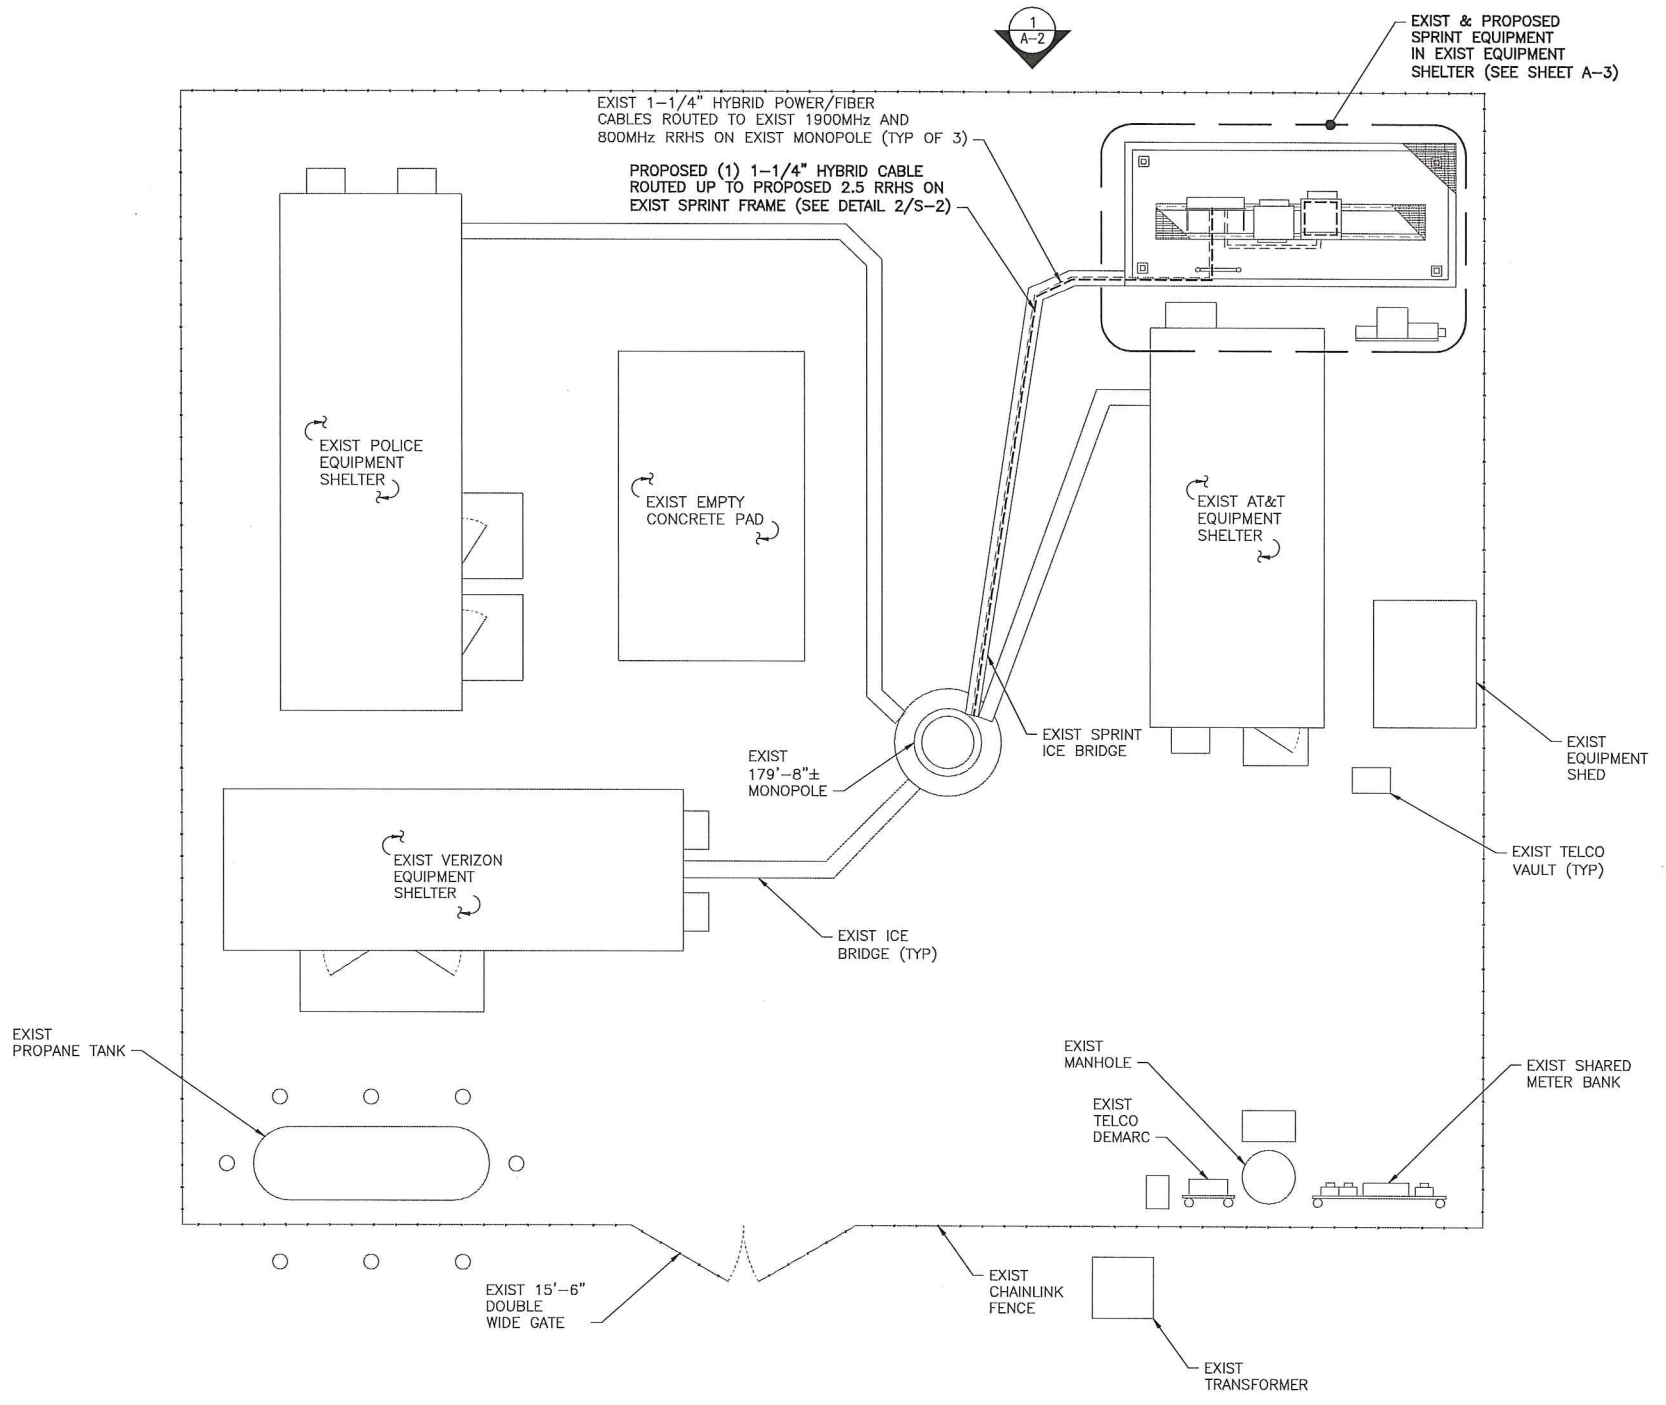 1
A-2
EXIST & PROPOSED
SPRINT EQUIPMENT
IN EXIST EQUIPMENT
SHELTER (SEE SHEET A-3)
EXIST 1-1/4" HYBRID POWER/FIBER
CABLES ROUTED TO EXIST 1900MHz AND
800MHz RRHS ON EXIST MONOPOLE (TYP OF 3)
PROPOSED (1) 1-1/4" HYBRID CABLE
ROUTED UP TO PROPOSED 2.5 RRHS ON
EXIST SPRINT FRAME (SEE DETAIL 2/S-2)
EXIST POLICE
EQUIPMENT
SHELTER
EXIST EMPTY
CONCRETE PAD
EXIST AT&T
EQUIPMENT
SHELTER
EXIST SPRINT
ICE BRIDGE
EXIST
179'-8"±
MONOPOLE
EXIST
EQUIPMENT
SHED
EXIST TELCO
VAULT (TYP)
EXIST VERIZON
EQUIPMENT
SHELTER
EXIST ICE
BRIDGE (TYP)
EXIST
PROPANE TANK
EXIST
MANHOLE
EXIST SHARED
METER BANK
EXIST
TELCO
DEMARC
EXIST 15'-6"
DOUBLE
WIDE GATE
EXIST
CHAINLINK
FENCE
EXIST
TRANSFORMER